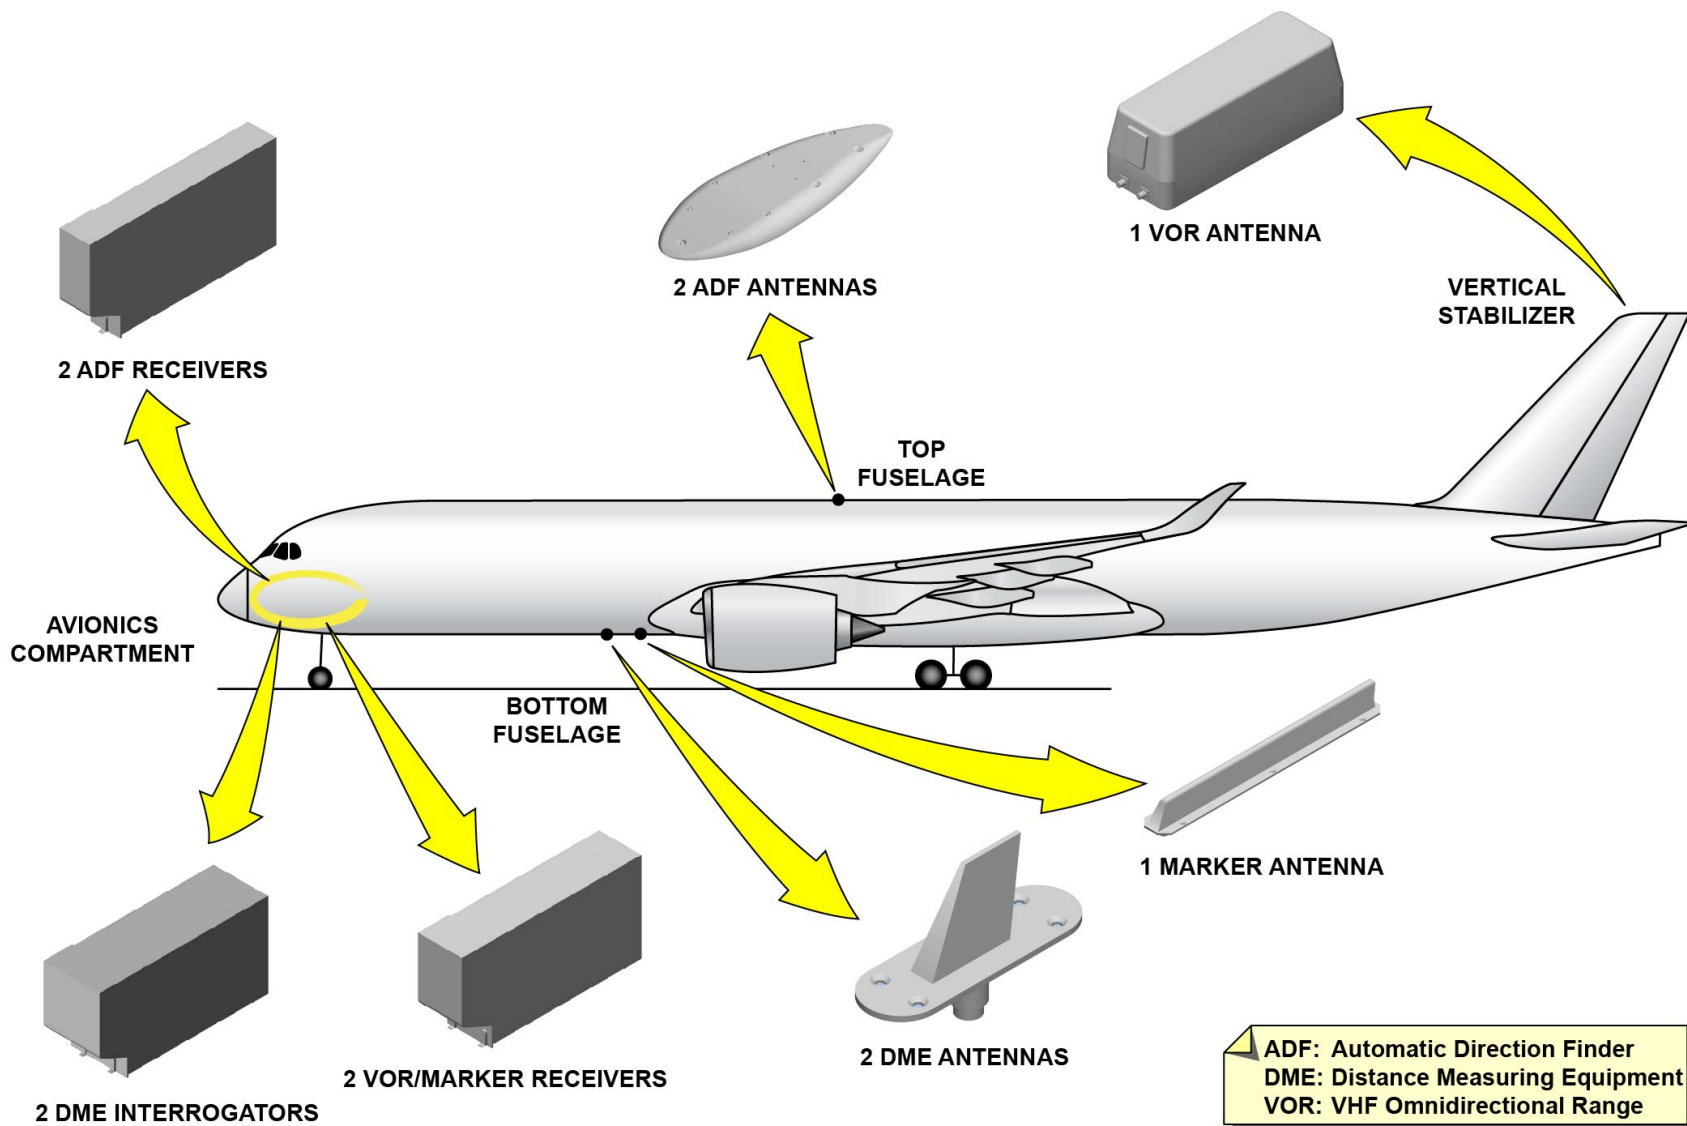 1 VOR ANTENNA
2 ADF ANTENNAS
VERTICAL
STABILIZER
2 ADF RECEIVERS
TOP
FUSELAGE
AVIONICS
COMPARTMENT
BOTTOM
FUSELAGE
1 MARKER ANTENNA
2 DME ANTENNAS
2 VOR/MARKER RECEIVERS
2 DME INTERROGATORS
ADF: Automatic Direction Finder
DME: Distance Measuring Equipment
VOR: VHF Omnidirectional Range